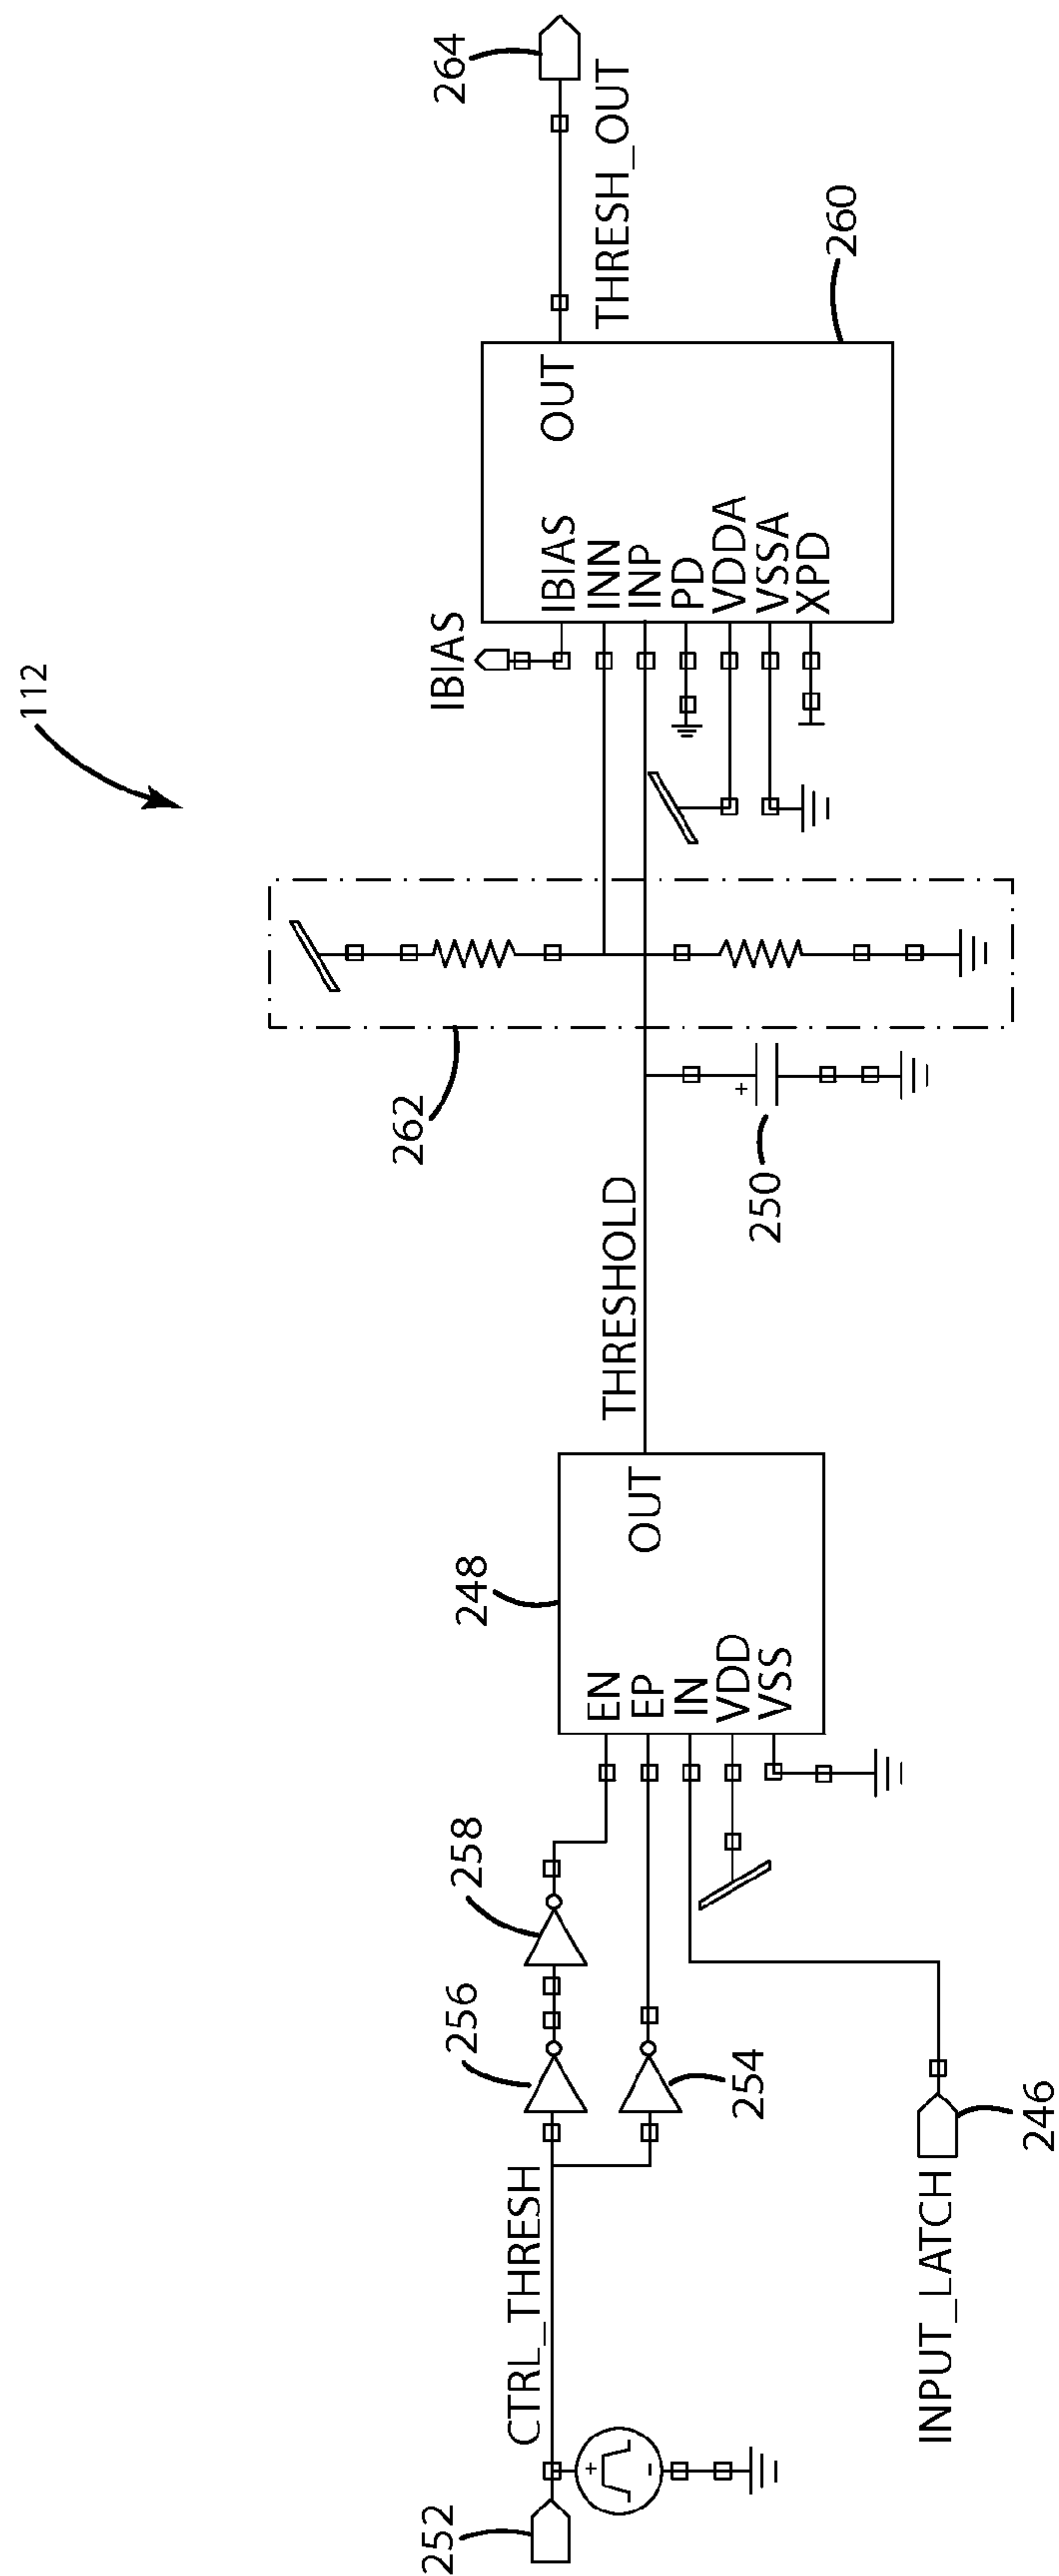 112
252
CTRL_THRESH
256
258
254
INPUT_LATCH
246
248
EN
EP
IN
VDD
VSS
OUT
THRESHOLD
+
-
262
+
250
IBIAS
IBIAS
INN
INP
PD
VDDA
VSSA
XPD
OUT
260
THRESH_OUT
264